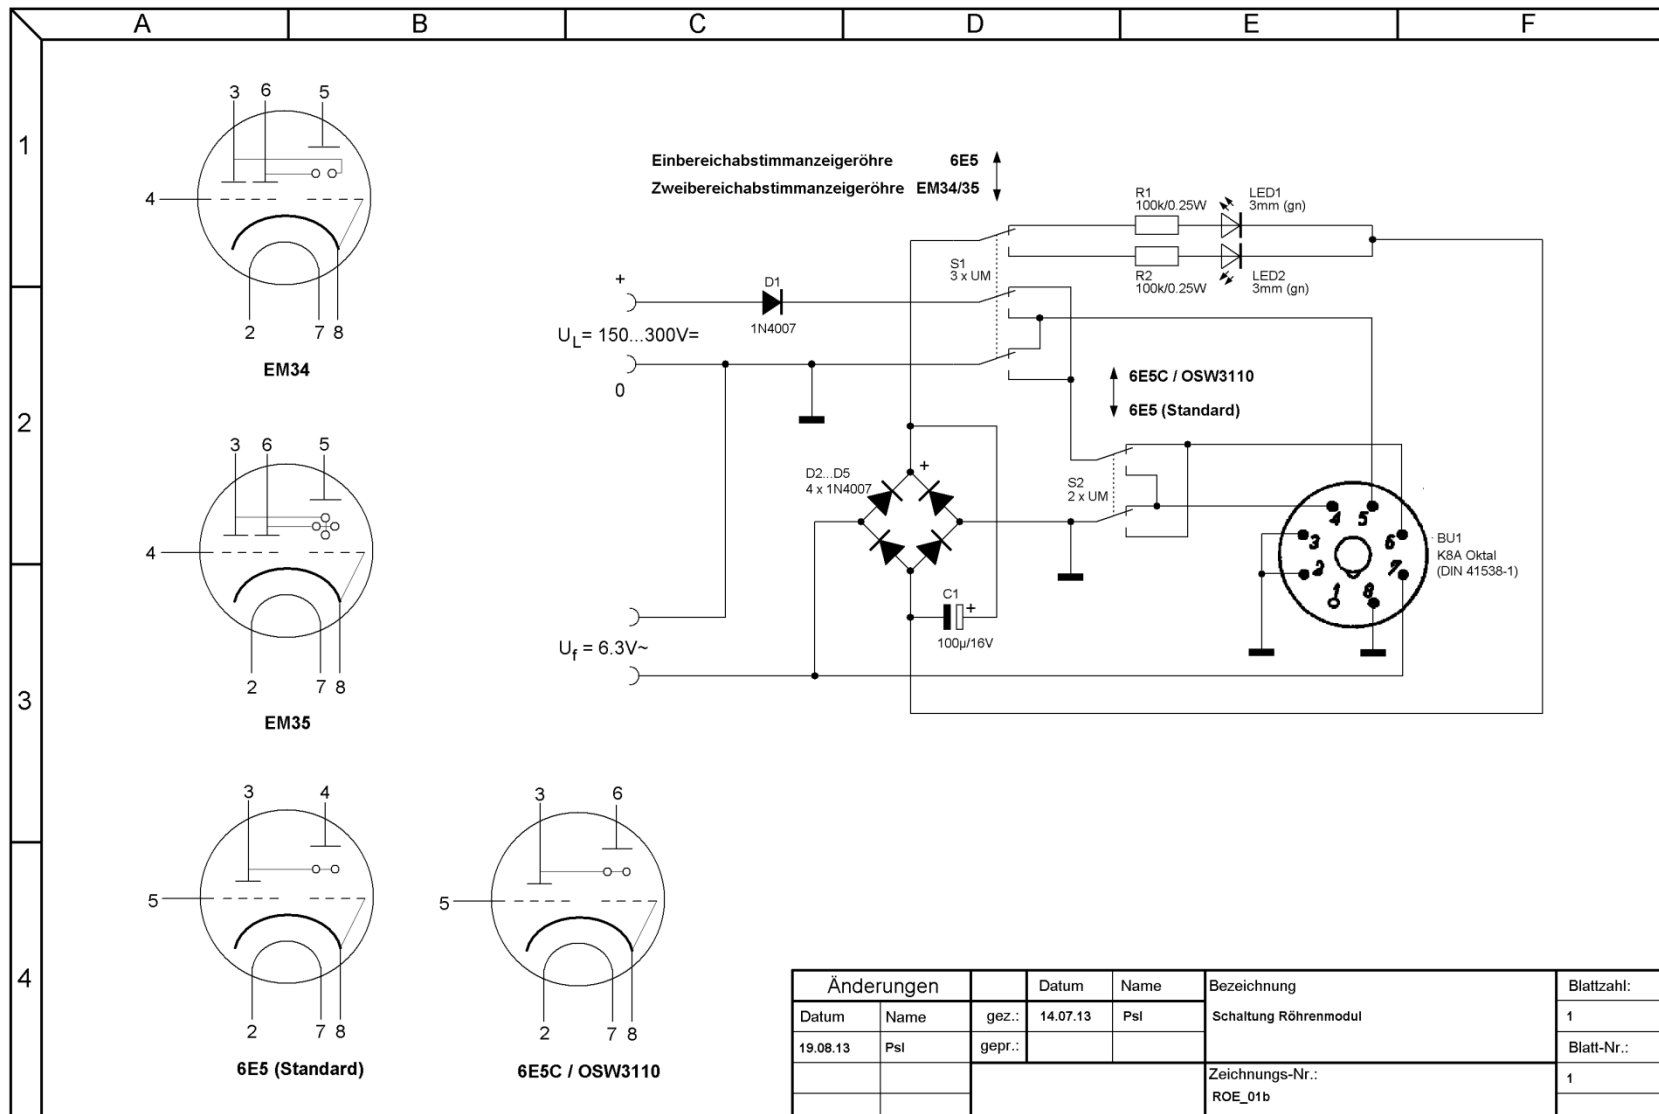 A B C D E F
1
2
3
4
3 6 5
4
2 7 8
EM34
3 6 5
4
2 7 8
EM35
3 4
5
2 7 8
6E5 (Standard)
3 6
5
2 7 8
6E5C / OSW3110
Einbereichabstimmanzeigeröhre 6E5
Zweibereichabstimmanzeigeröhre EM34/35
R1
100k/0.25W
LED1
3mm (gn)
R2
100k/0.25W
LED2
3mm (gn)
S1
3 x UM
+
D1
1N4007
UL= 150...300V=
0
6E5C / OSW3110
6E5 (Standard)
D2...D5
4 x 1N4007
+
S2
2 x UM
C1
+
100µ/16V
Uf = 6.3V~
4 5
3 6
2 7
1 8
BU1
K8A Oktal
(DIN 41538-1)
Änderungen Datum Name Bezeichnung Blattzahl:
Datum Name gez.: 14.07.13 Psl Schaltung Röhrenmodul 1
19.08.13 Psl gepr.: Blatt-Nr.:
Zeichnungs-Nr.: 1
ROE_01b